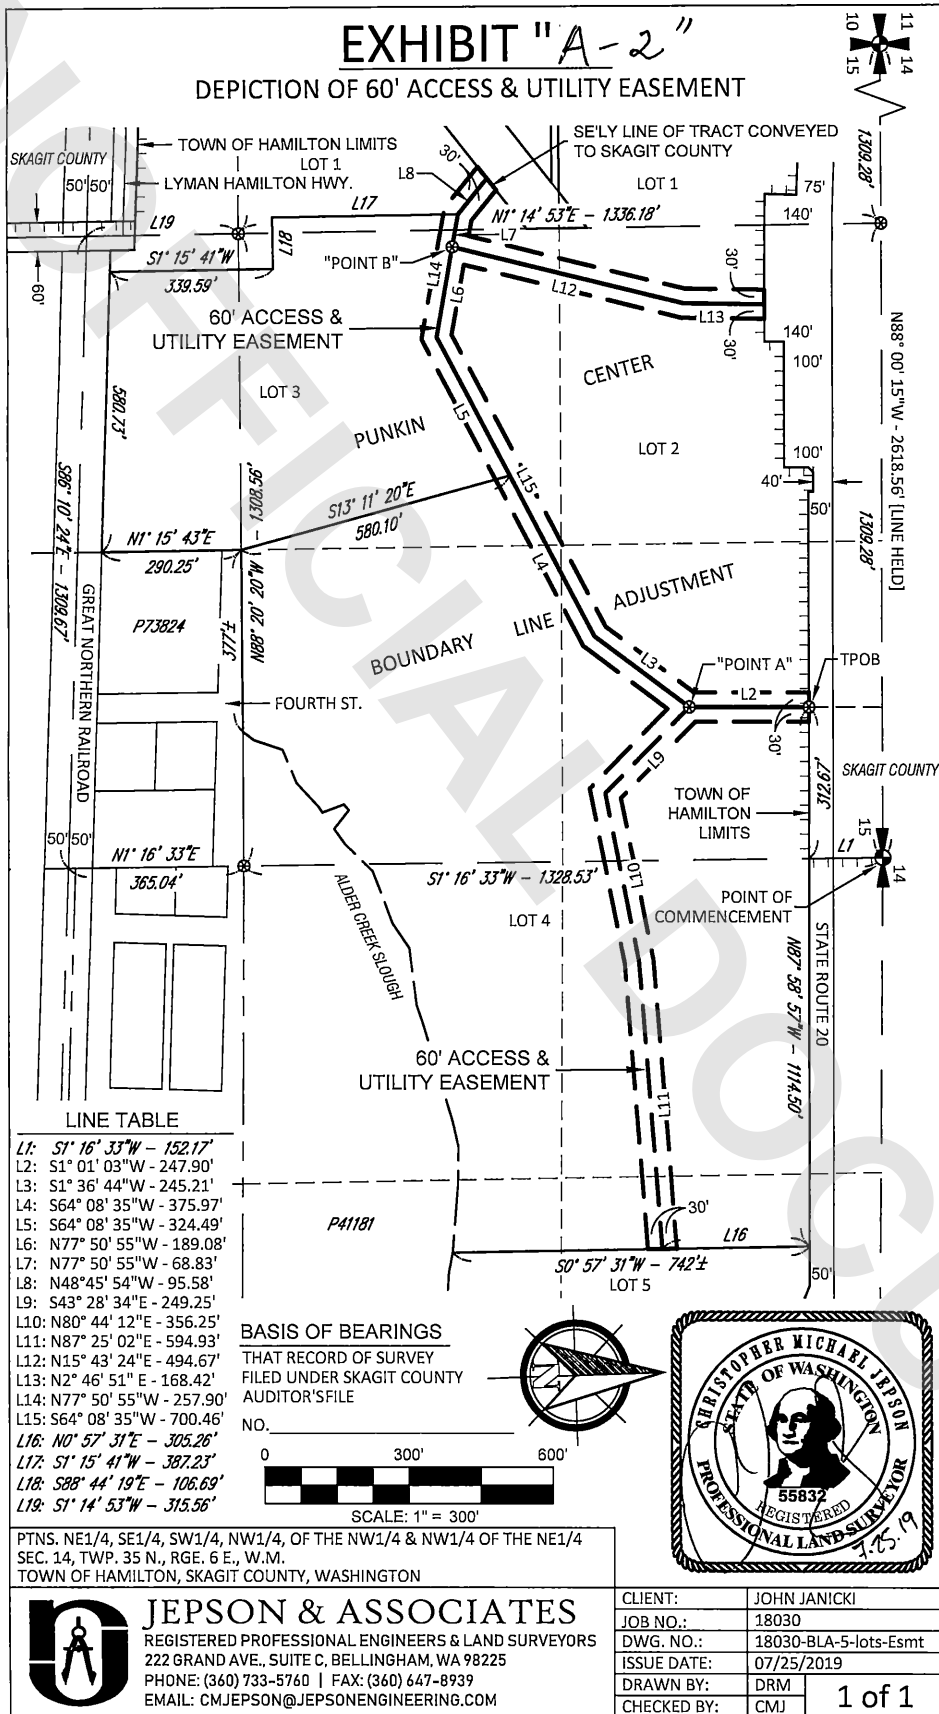 EXHIBIT "A-2"
DEPICTION OF 60' ACCESS & UTILITY EASEMENT
11
10
14
15
SKAGIT COUNTY
TOWN OF HAMILTON LIMITS
LOT 1
LYMAN HAMILTON HWY.
50' 50'
L19
L17
L18
30'
L8
SE'LY LINE OF TRACT CONVEYED
TO SKAGIT COUNTY
LOT 1
75'
140'
1309.28'
N1° 14' 53"E - 1336.18'
L7
S1° 15' 41"W
339.59'
60'
"POINT B"
L14
L6
L12
30'
L13
30'
140'
100'
60' ACCESS &
UTILITY EASEMENT
LOT 3
CENTER
PUNKIN
L5
LOT 2
100'
40'
50'
N88° 00' 15"W - 2618.56' [LINE HELD]
580.73'
S86° 10' 24"E - 1309.67'
S13° 11' 20"E
580.10'
L15
1309.28'
N1° 15' 43"E
290.25'
N88° 02' 02"W - 1308.56'
L4
GREAT NORTHERN RAILROAD
P73824
377'±
BOUNDARY LINE ADJUSTMENT
L3
"POINT A"
TPOB
L2
FOURTH ST.
30'
L9
312.67'
SKAGIT COUNTY
TOWN OF
HAMILTON
LIMITS
50' 50'
N1° 16' 33"E
365.04'
S1° 16' 33"W - 1328.53'
L10
L1
15
14
ALDER CREEK SLOUGH
LOT 4
POINT OF
COMMENCEMENT
STATE ROUTE 20
N87° 58' 57"W - 1114.50'
60' ACCESS &
UTILITY EASEMENT
L11
P41181
30'
L16
S0° 57' 31"W - 742'±
LOT 5
50'
LINE TABLE
L1: S1° 16' 33"W - 152.17'
L2: S1° 01' 03"W - 247.90'
L3: S1° 36' 44"W - 245.21'
L4: S64° 08' 35"W - 375.97'
L5: S64° 08' 35"W - 324.49'
L6: N77° 50' 55"W - 189.08'
L7: N77° 50' 55"W - 68.83'
L8: N48°45' 54"W - 95.58'
L9: S43° 28' 34"E - 249.25'
L10: N80° 44' 12"E - 356.25'
L11: N87° 25' 02"E - 594.93'
L12: N15° 43' 24"E - 494.67'
L13: N2° 46' 51" E - 168.42'
L14: N77° 50' 55"W - 257.90'
L15: S64° 08' 35"W - 700.46'
L16: N0° 57' 31"E - 305.26'
L17: S1° 15' 41"W - 387.23'
L18: S88° 44' 19"E - 106.69'
L19: S1° 14' 53"W - 315.56'
BASIS OF BEARINGS
THAT RECORD OF SURVEY
FILED UNDER SKAGIT COUNTY
AUDITOR'SFILE
NO.
N
0 300' 600'
SCALE: 1" = 300'
CHRISTOPHER MICHAEL JEPSON
STATE OF WASHINGTON
55832
REGISTERED
PROFESSIONAL LAND SURVEYOR
7.25.19
PTNS. NE1/4, SE1/4, SW1/4, NW1/4, OF THE NW1/4 & NW1/4 OF THE NE1/4
SEC. 14, TWP. 35 N., RGE. 6 E., W.M.
TOWN OF HAMILTON, SKAGIT COUNTY, WASHINGTON
JEPSON & ASSOCIATES
REGISTERED PROFESSIONAL ENGINEERS & LAND SURVEYORS
222 GRAND AVE., SUITE C, BELLINGHAM, WA 98225
PHONE: (360) 733-5760 | FAX: (360) 647-8939
EMAIL: CMJEPSON@JEPSONENGINEERING.COM
CLIENT: JOHN JANICKI
JOB NO.: 18030
DWG. NO.: 18030-BLA-5-lots-Esmt
ISSUE DATE: 07/25/2019
DRAWN BY: DRM
CHECKED BY: CMJ
1 of 1